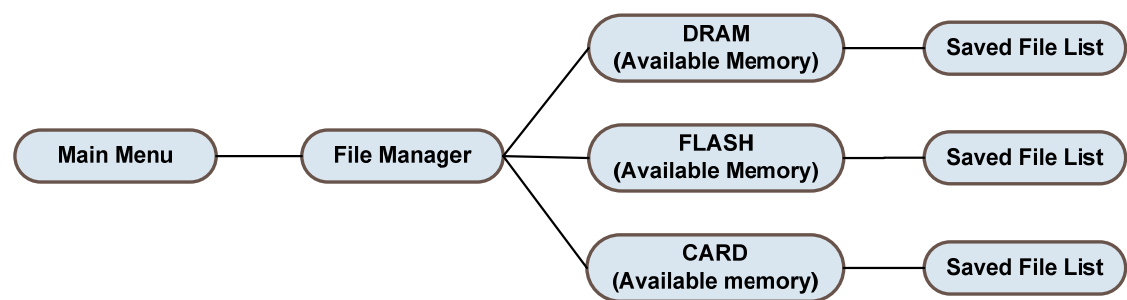 Main Menu
File Manager
DRAM
(Available Memory)
Saved File List
FLASH
(Available Memory)
Saved File List
CARD
(Available memory)
Saved File List